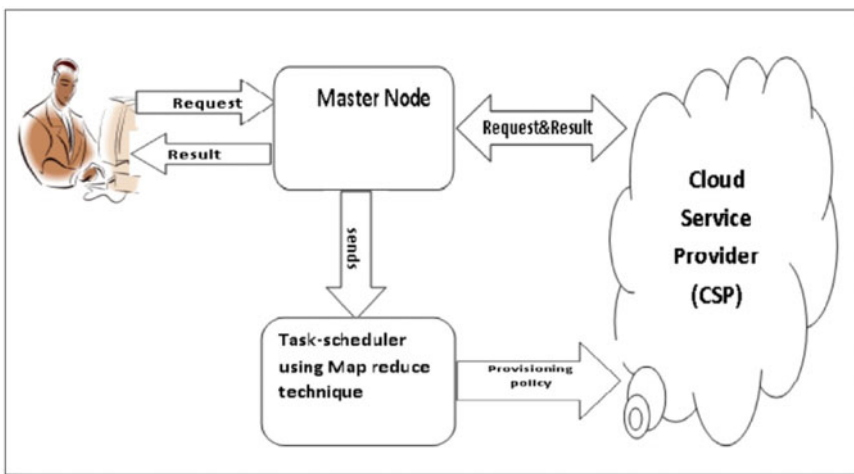 Request
Result
Master Node
Request&Result
sends
Task-scheduler
using Map reduce
technique
Provisioning
policy
Cloud
Service
Provider
(CSP)